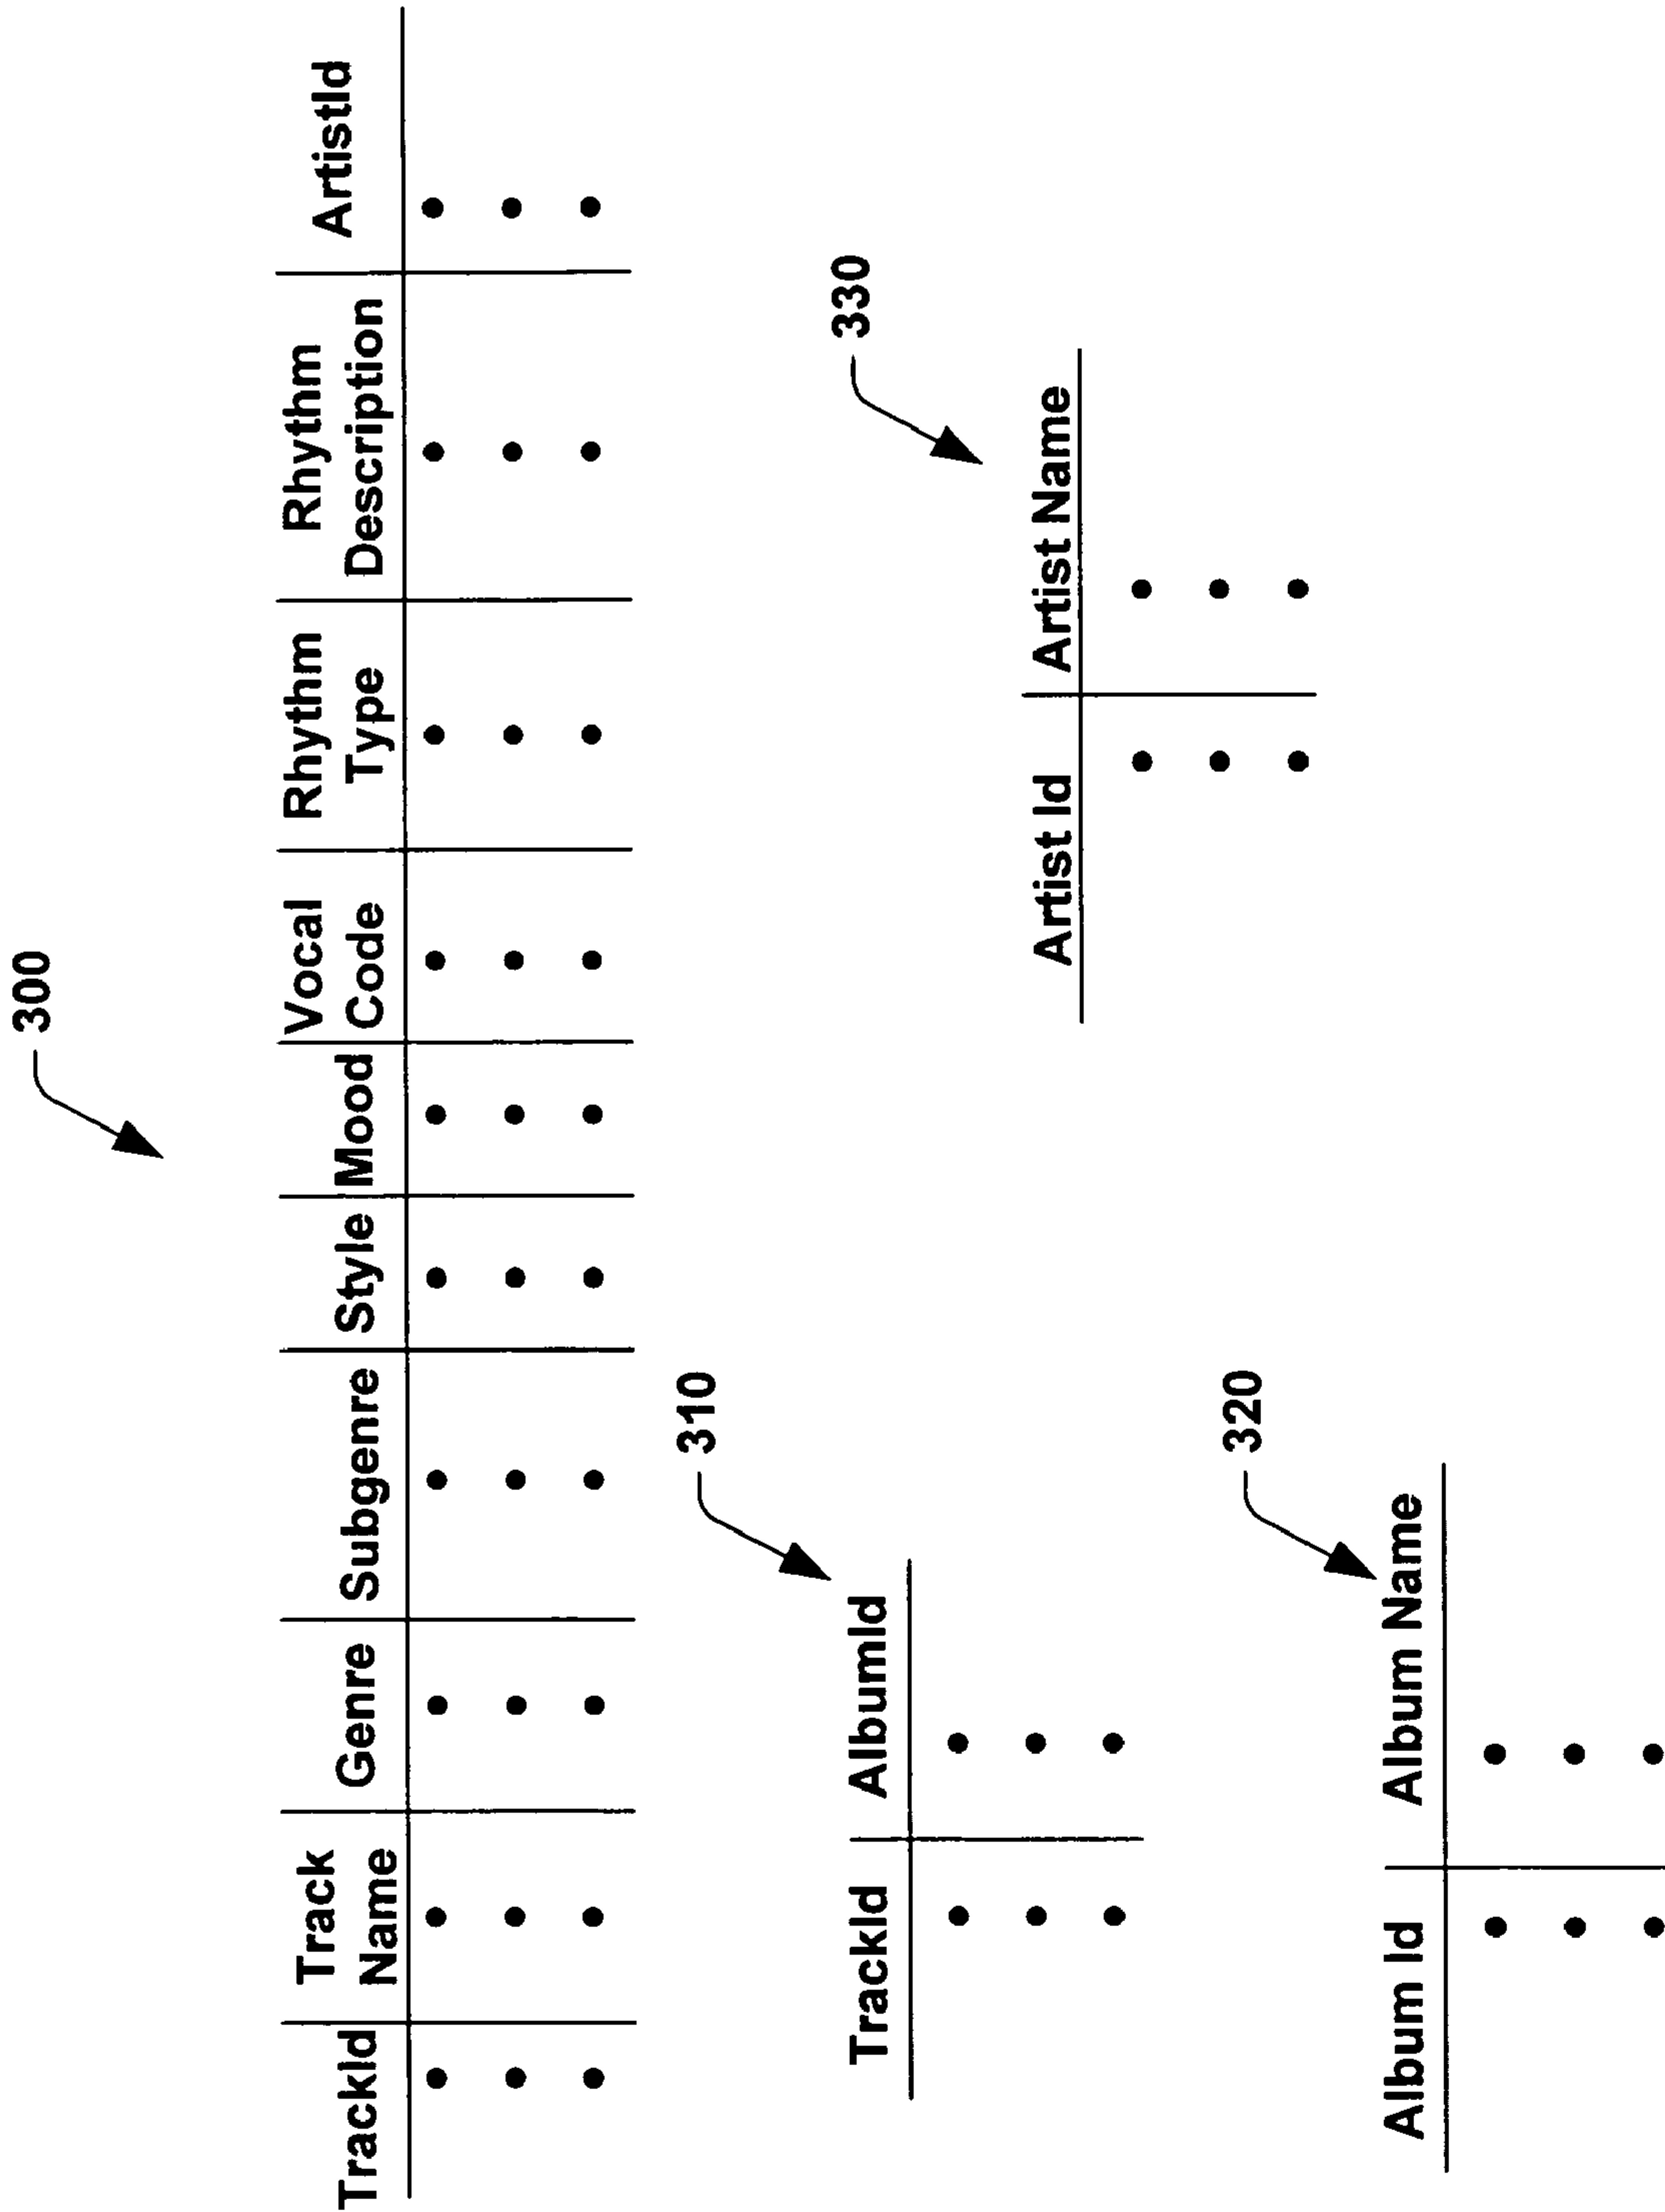 300
TrackId
Track
Name
Genre
Subgenre
Style
Mood
Vocal
Code
Rhythm
Type
Rhythm
Description
ArtistId
310
TrackId AlbumId
330
Artist Id Artist Name
320
Album Id Album Name